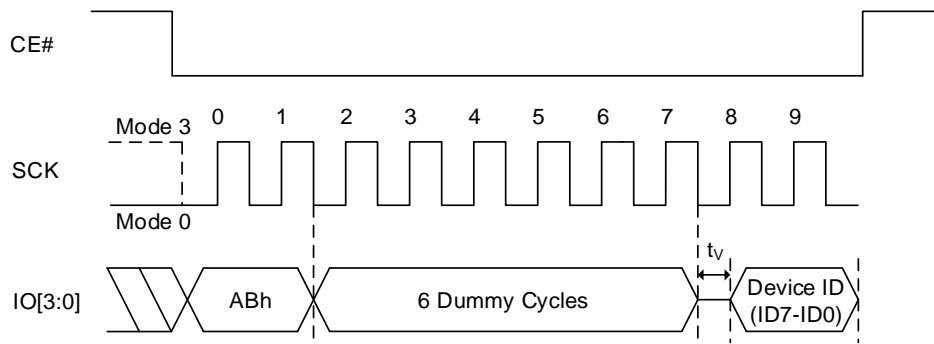 CE#
Mode 3
0 1 2 3 4 5 6 7 8 9
SCK
Mode 0
tV
IO[3:0]
ABh
6 Dummy Cycles
Device ID
(ID7-ID0)